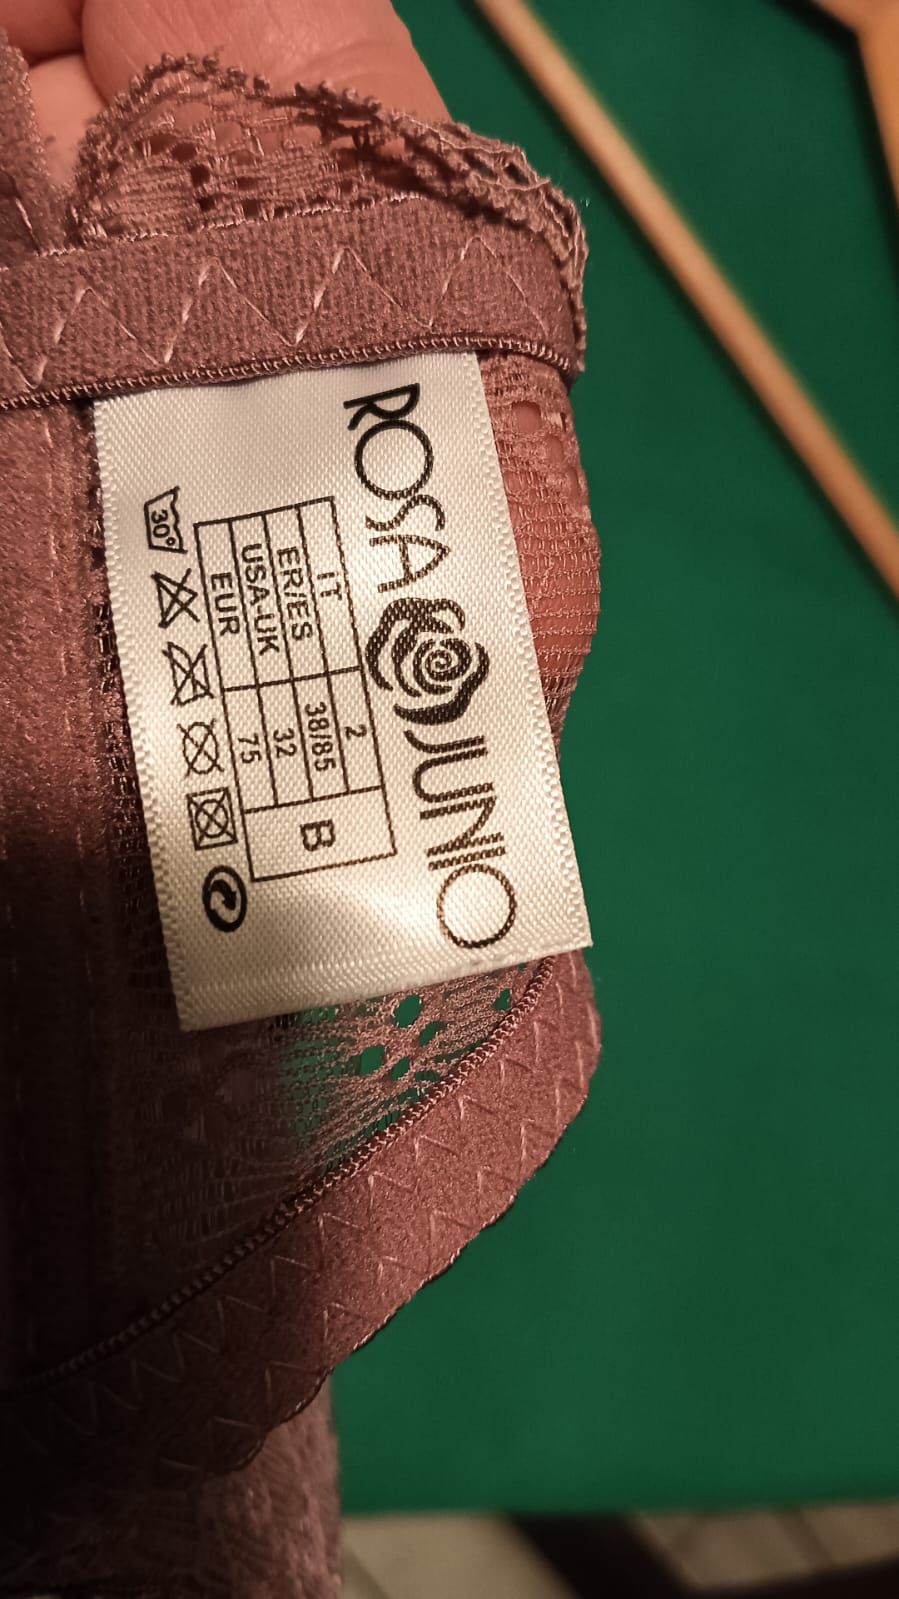 ROSA JUNIO
IT 2 B
ER/ES 38/85
USA-UK 32
EUR 75
30°